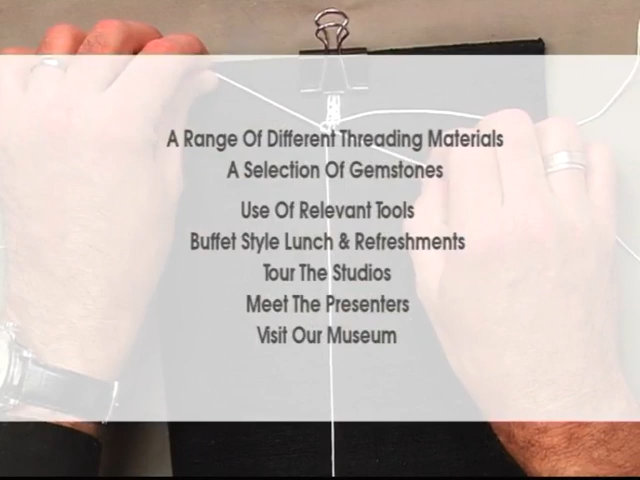 A Range Of Different Threading Materials
A Selection Of Gemstones
Use Of Relevant Tools
Buffet Style Lunch & Refreshments
Tour The Studios
Meet The Presenters
Visit Our Museum